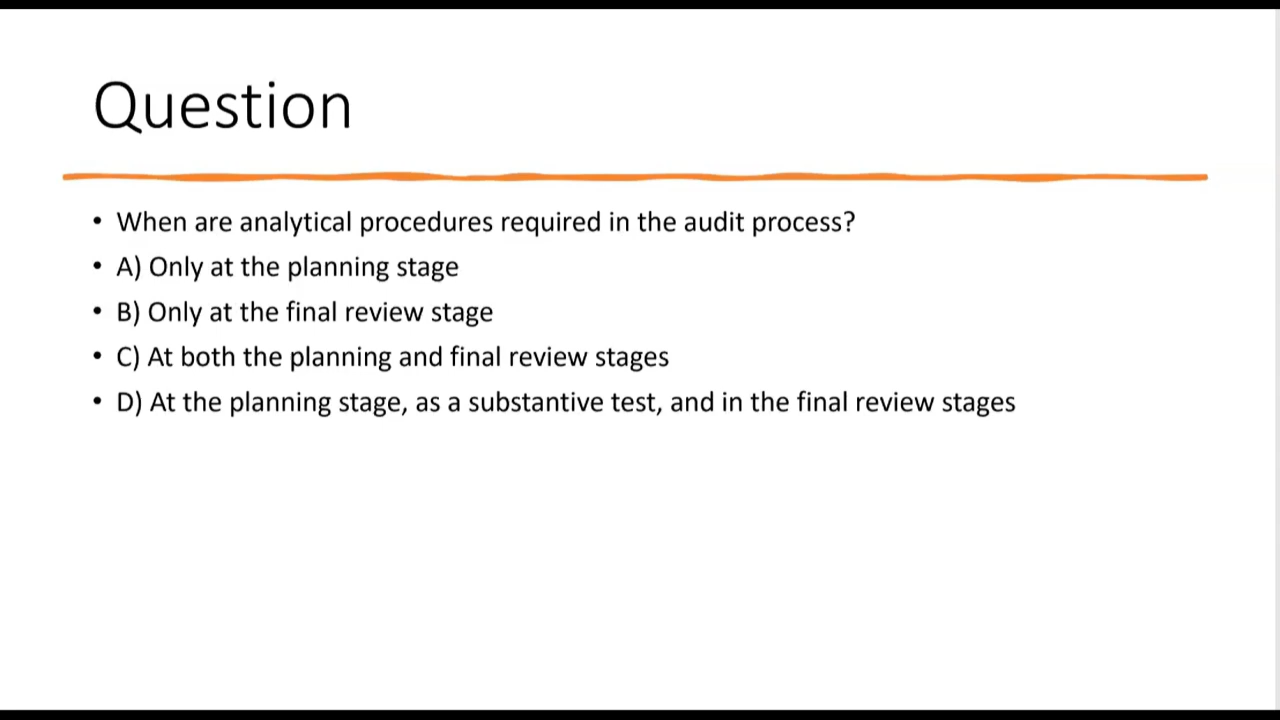 Question
• When are analytical procedures required in the audit process?
• A) Only at the planning stage
• B) Only at the final review stage
• C) At both the planning and final review stages
• D) At the planning stage, as a substantive test, and in the final review stages